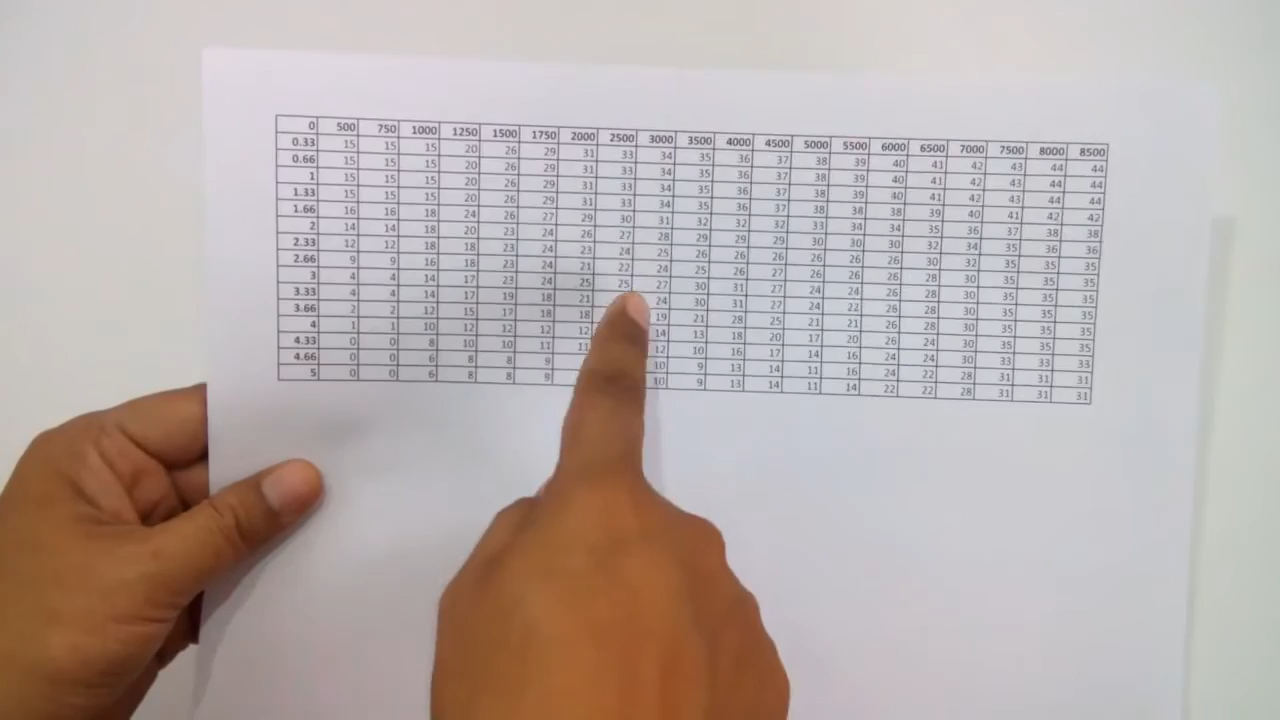 0 500 750 1000 1250 1500 1750 2000 2500 3000 3500 4000 4500 5000 5500 6000 6500 7000 7500 8000 8500
0.33 15 15 15 20 26 29 31 33 34 35 36 37 38 39 40 41 42 43 44 44
0.66 15 15 15 20 26 29 31 33 34 35 36 37 38 39 40 41 42 43 44 44
1 15 15 15 20 26 29 31 33 34 35 36 37 38 39 40 41 42 43 44 44
1.33 15 15 15 20 26 29 31 33 34 35 36 37 38 38 38 39 40 41 42 42
1.66 16 16 18 24 26 27 29 30 31 32 32 32 33 34 34 35 36 37 38 38
2 14 14 18 20 23 24 26 27 28 29 29 29 30 30 30 32 34 35 36 36
2.33 12 12 18 18 23 24 23 24 25 26 26 26 26 26 26 30 32 35 35 35
2.66 9 9 16 18 23 24 21 22 24 25 26 27 26 26 26 28 30 35 35 35
3 4 4 14 17 23 24 25 25 27 30 31 27 24 24 26 28 30 35 35 35
3.33 4 4 14 17 19 18 21 24 30 31 27 24 22 26 28 30 35 35 35
3.66 2 2 12 15 17 18 18 19 21 28 25 21 21 26 28 30 35 35 35
4 1 1 10 12 12 12 12 14 13 18 20 17 20 26 24 30 35 35 35
4.33 0 0 8 10 10 11 11 12 10 16 17 14 16 24 24 30 33 33 33
4.66 0 0 6 8 8 9 10 9 13 14 11 16 24 22 28 31 31 31
5 0 0 6 8 8 9 10 9 13 14 11 14 22 22 28 31 31 31